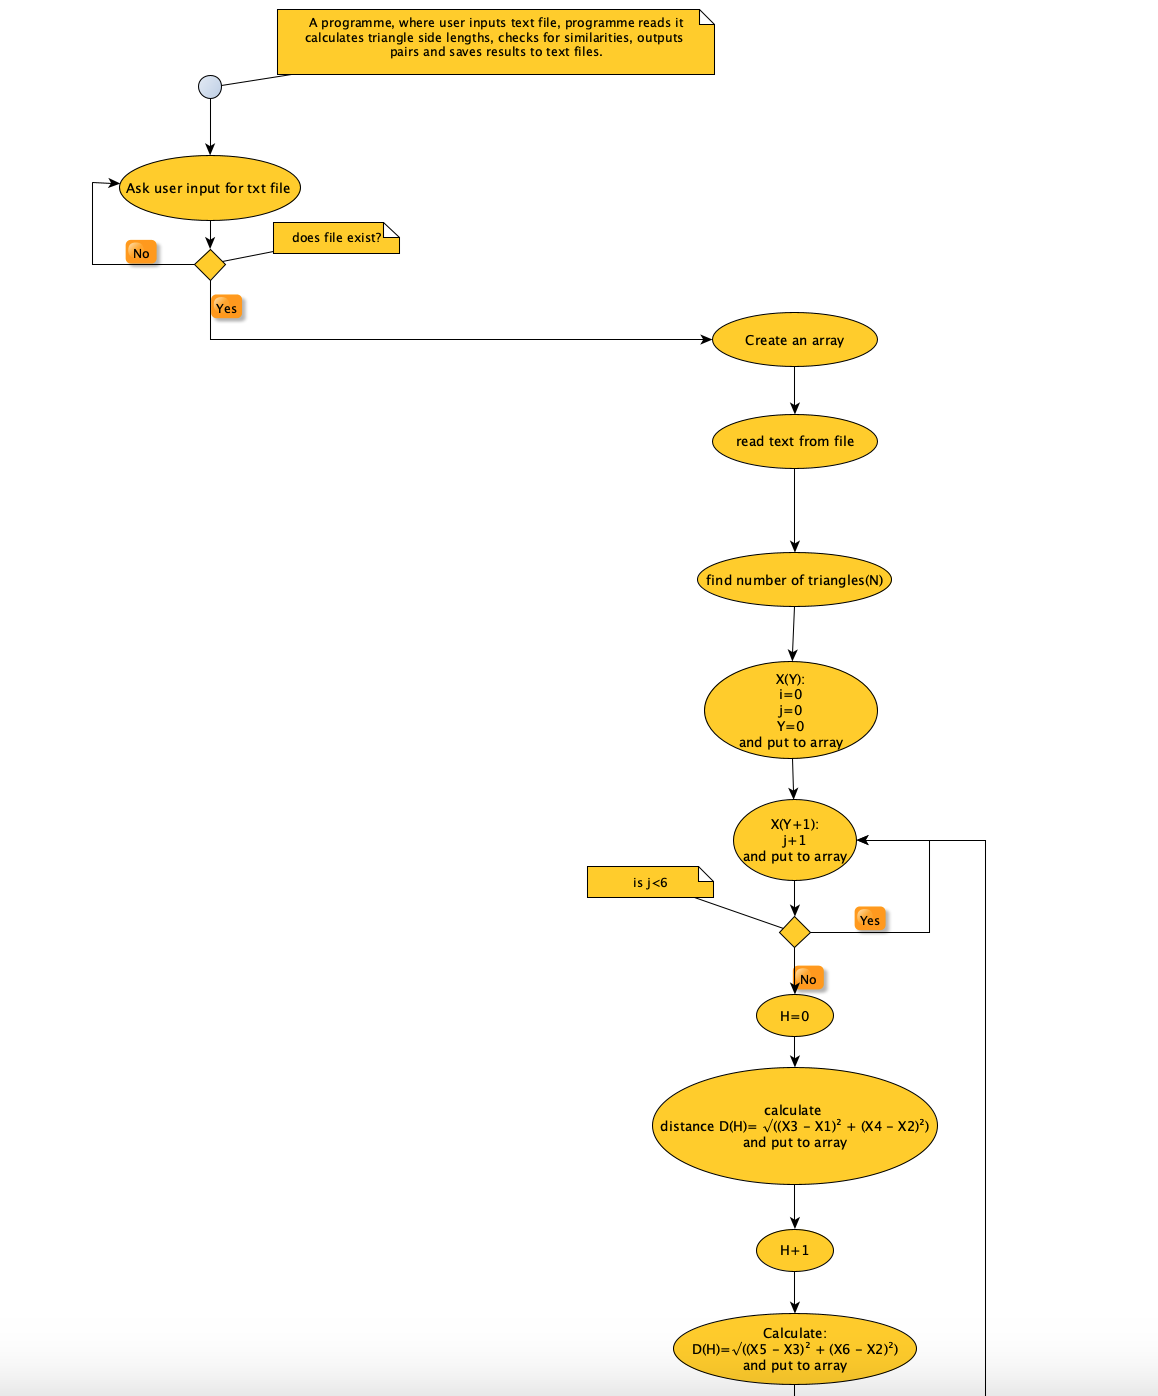 A programme, where user inputs text file, programme reads it
calculates triangle side lengths, checks for similarities, outputs
pairs and saves results to text files.
Ask user input for txt file
does file exist?
No
Yes
Create an array
read text from file
find number of triangles(N)
X(Y):
i=0
j=0
Y=0
and put to array
X(Y+1):
j+1
and put to array
is j<6
Yes
No
H=0
calculate
distance D(H)= √((X3 – X1)² + (X4 – X2)²)
and put to array
H+1
Calculate:
D(H)=√((X5 – X3)² + (X6 – X2)²)
and put to array